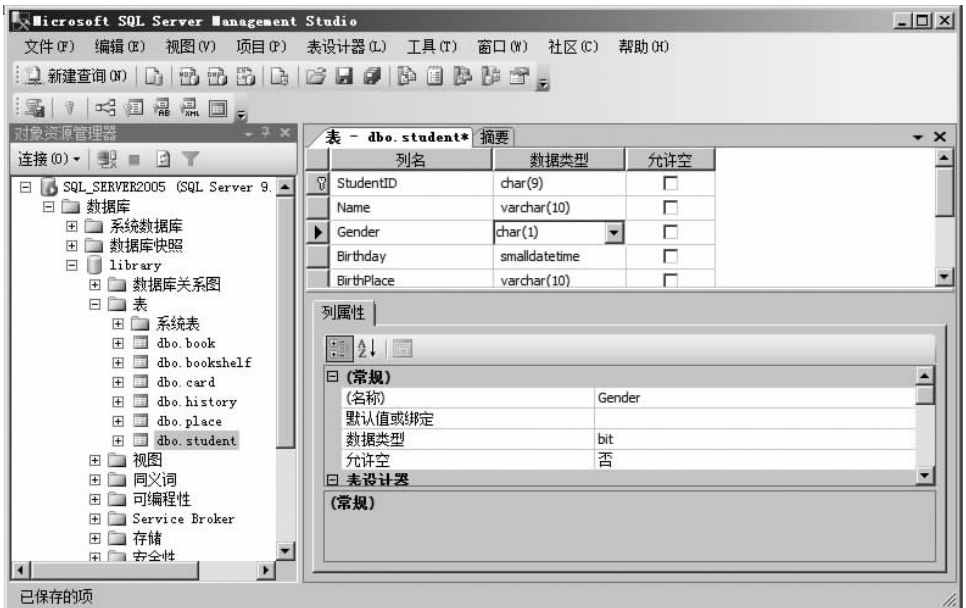 Microsoft SQL Server Management Studio
文件(F) 编辑(E) 视图(V) 项目(P) 表设计器(L) 工具(T) 窗口(W) 社区(C) 帮助(H)
新建查询(N)
对象资源管理器
连接(O)
SQL_SERVER2005 (SQL Server 9.
数据库
系统数据库
数据库快照
library
数据库关系图
表
系统表
dbo.book
dbo.bookshelf
dbo.card
dbo.history
dbo.place
dbo.student
视图
同义词
可编程性
Service Broker
存储
安全性
表 - dbo.student* 摘要
列名 数据类型 允许空
StudentID char(9)
Name varchar(10)
Gender char(1)
Birthday smalldatetime
BirthPlace varchar(10)
列属性
(常规)
(名称) Gender
默认值或绑定
数据类型 bit
允许空 否
表设计器
(常规)
已保存的项